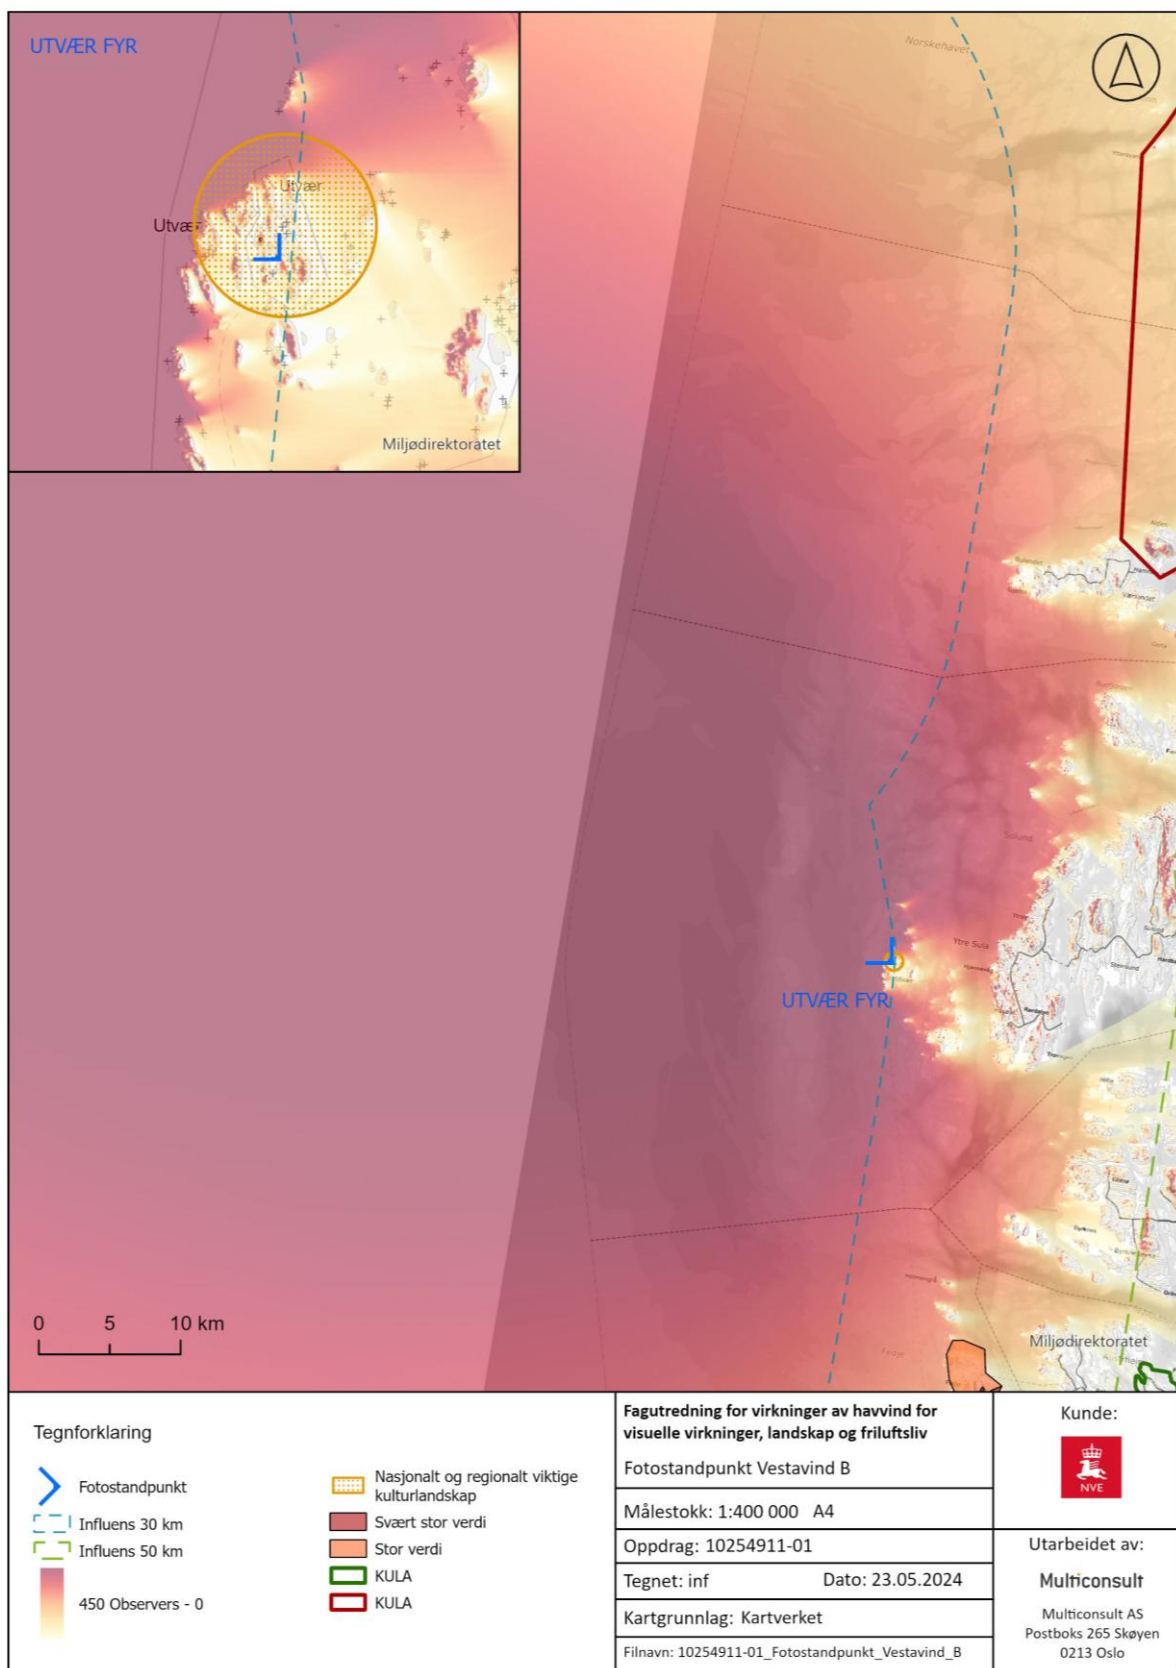 UTVÆR FYR
Utvær
Utvær
Miljødirektoratet
Norskehavet
Solund
Ytre Sula
UTVÆR FYR
Fedje
Miljødirektoratet
0 5 10 km
Tegnforklaring
Fotostandpunkt
Influens 30 km
Influens 50 km
450 Observers - 0
Nasjonalt og regionalt viktige
kulturlandskap
Svært stor verdi
Stor verdi
KULA
KULA
Fagutredning for virkninger av havvind for
visuelle virkninger, landskap og friluftsliv
Fotostandpunkt Vestavind B
Målestokk: 1:400 000 A4
Oppdrag: 10254911-01
Tegnet: inf Dato: 23.05.2024
Kartgrunnlag: Kartverket
Filnavn: 10254911-01_Fotostandpunkt_Vestavind_B
Kunde:
NVE
Utarbeidet av:
Multiconsult
Multiconsult AS
Postboks 265 Skøyen
0213 Oslo